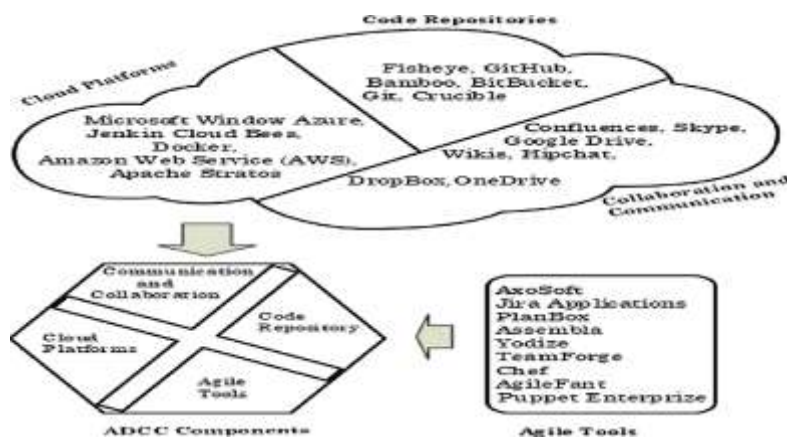 Code Repositories
Cloud Platforms
Fisheye, GitHub,
Bamboo, BitBucket,
Git, Crucible
Microsoft Window Azure,
Jenkin Cloud Bees,
Docker,
Amazon Web Service (AWS),
Apache Stratos
Confluences, Skype,
Google Drive,
Wikis, Hipchat,
DropBox, OneDrive
Collaboration and
Communication
Communication
and
Collaboration
Code
Repository
Cloud
Platforms
Agile
Tools
ADCC Components
AxoSoft
Jira Applications
PlanBox
Assembla
Yodize
TeamForge
Chef
AgileFant
Puppet Enterprize
Agile Tools